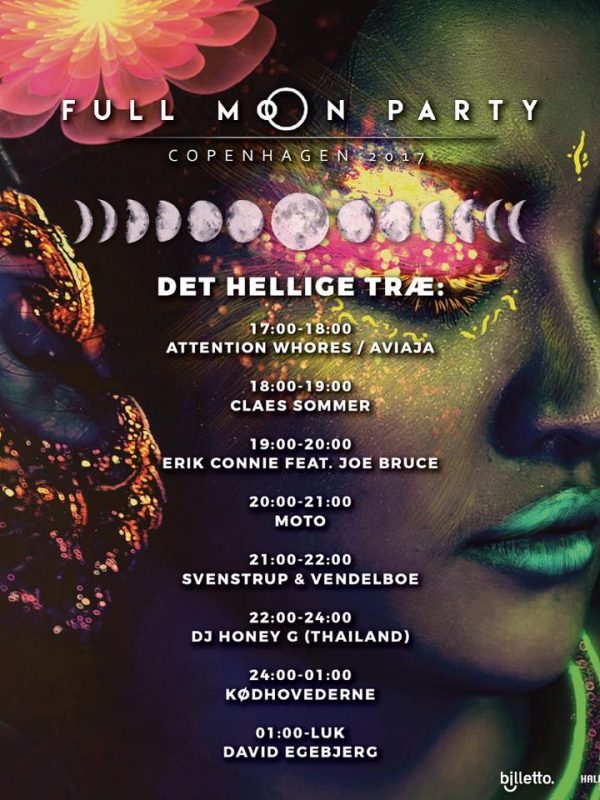 FULL MOON PARTY
COPENHAGEN 2017
DET HELLIGE TRÆ:
17:00-18:00
ATTENTION WHORES / AVIAJA
18:00-19:00
CLAES SOMMER
19:00-20:00
ERIK CONNIE FEAT. JOE BRUCE
20:00-21:00
MOTO
21:00-22:00
SVENSTRUP & VENDELBOE
22:00-24:00
DJ HONEY G (THAILAND)
24:00-01:00
KØDHOVEDERNE
01:00-LUK
DAVID EGEBJERG
billetto.